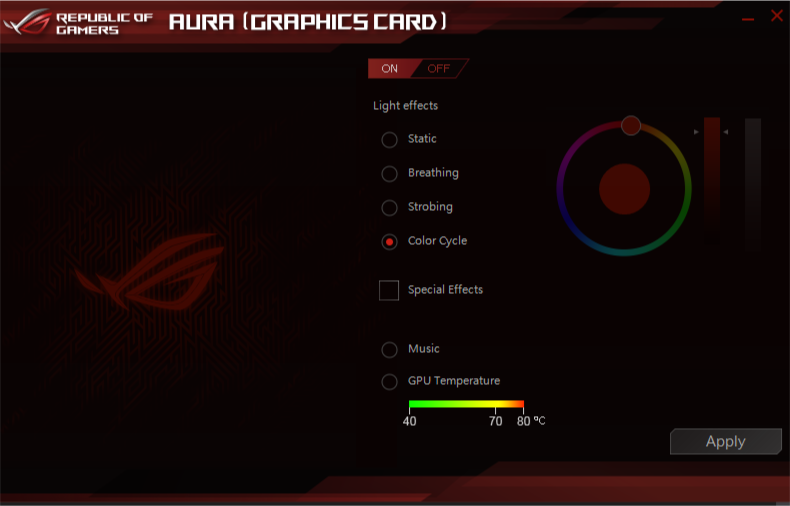 REPUBLIC OF
GAMERS
AURA (GRAPHICS CARD)
ON OFF
Light effects
Static
Breathing
Strobing
Color Cycle
Special Effects
Music
GPU Temperature
40 70 80 °C
Apply